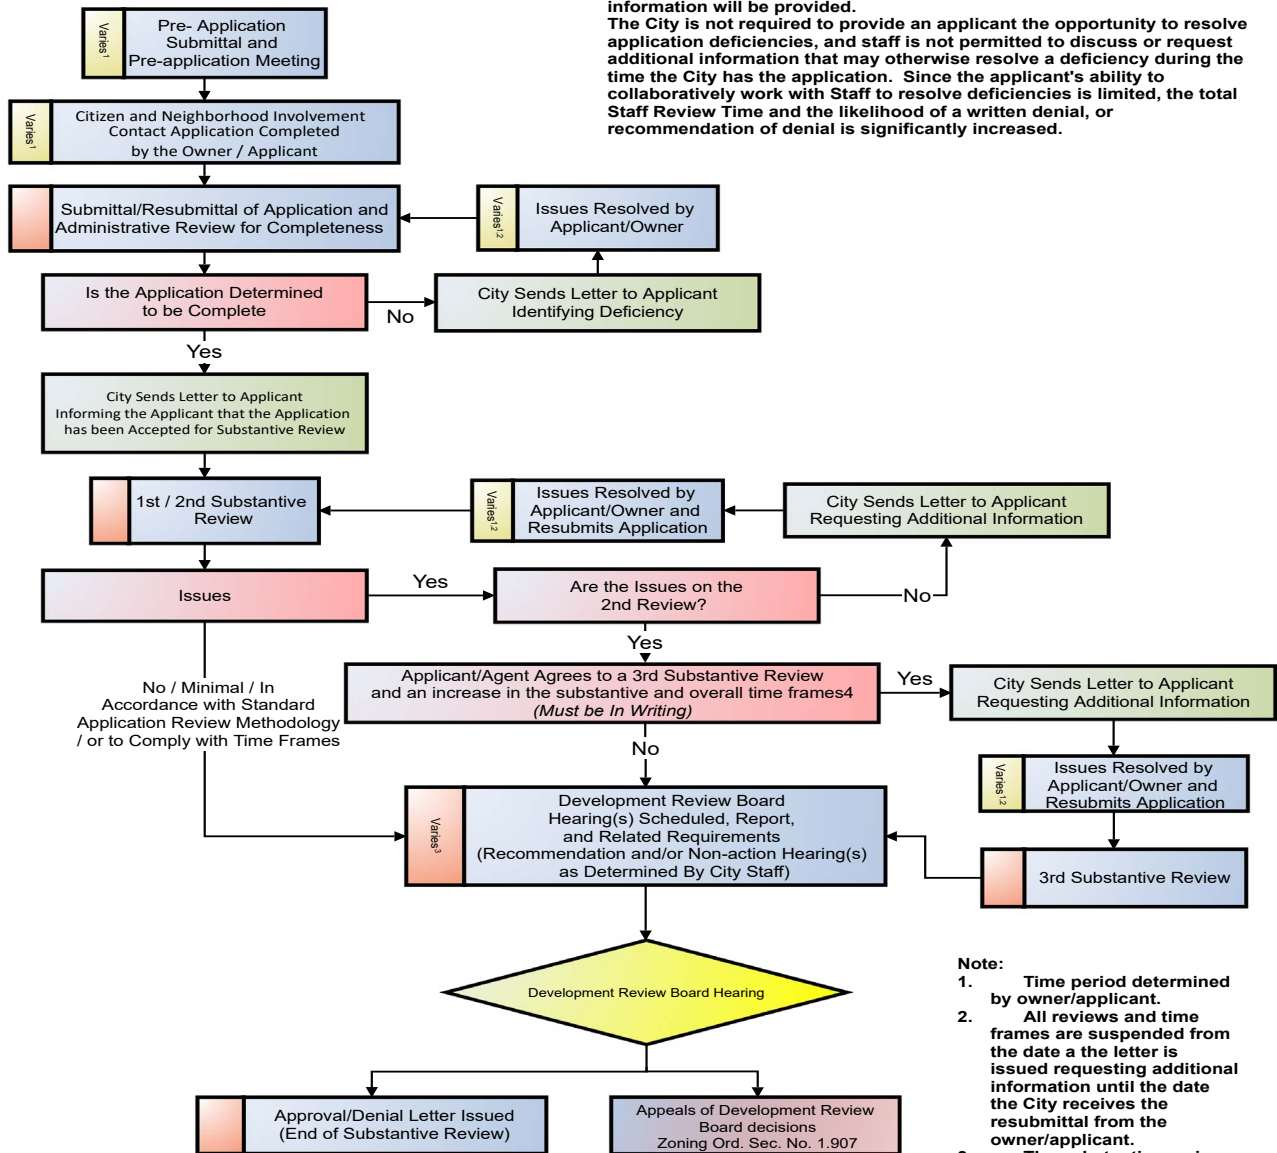 information will be provided.
The City is not required to provide an applicant the opportunity to resolve
application deficiencies, and staff is not permitted to discuss or request
additional information that may otherwise resolve a deficiency during the
time the City has the application.  Since the applicant's ability to
collaboratively work with Staff to resolve deficiencies is limited, the total
Staff Review Time and the likelihood of a written denial, or
recommendation of denial is significantly increased.
Varies1
Pre- Application
Submittal and
Pre-application Meeting
Varies1
Citizen and Neighborhood Involvement
Contact Application Completed
by the Owner / Applicant
Submittal/Resubmittal of Application and
Administrative Review for Completeness
Varies1,2
Issues Resolved by
Applicant/Owner
Is the Application Determined
to be Complete
No
City Sends Letter to Applicant
Identifying Deficiency
Yes
City Sends Letter to Applicant
Informing the Applicant that the Application
has been Accepted for Substantive Review
1st / 2nd Substantive
Review
Varies1,2
Issues Resolved by
Applicant/Owner and
Resubmits Application
City Sends Letter to Applicant
Requesting Additional Information
Issues
Yes
Are the Issues on the
2nd Review?
No
Yes
No / Minimal / In
Accordance with Standard
Application Review Methodology
/ or to Comply with Time Frames
Applicant/Agent Agrees to a 3rd Substantive Review
and an increase in the substantive and overall time frames4
(Must be In Writing)
Yes
City Sends Letter to Applicant
Requesting Additional Information
No
Varies1,2
Issues Resolved by
Applicant/Owner and
Resubmits Application
Varies3
Development Review Board
Hearing(s) Scheduled, Report,
and Related Requirements
(Recommendation and/or Non-action Hearing(s)
as Determined By City Staff)
3rd Substantive Review
Development Review Board Hearing
Approval/Denial Letter Issued
(End of Substantive Review)
Appeals of Development Review
Board decisions
Zoning Ord. Sec. No. 1.907
Note:
1. Time period determined
by owner/applicant.
2. All reviews and time
frames are suspended from
the date a the letter is
issued requesting additional
information until the date
the City receives the
resubmittal from the
owner/applicant.